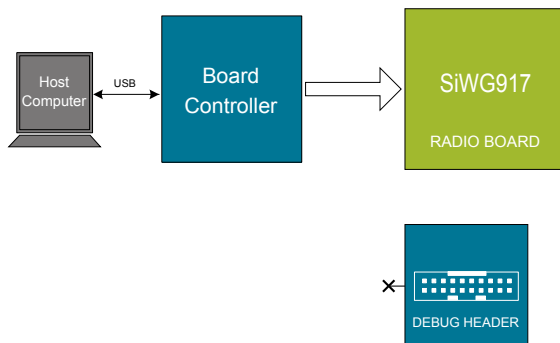 Host
Computer
USB
Board
Controller
SiWG917
RADIO BOARD
DEBUG HEADER